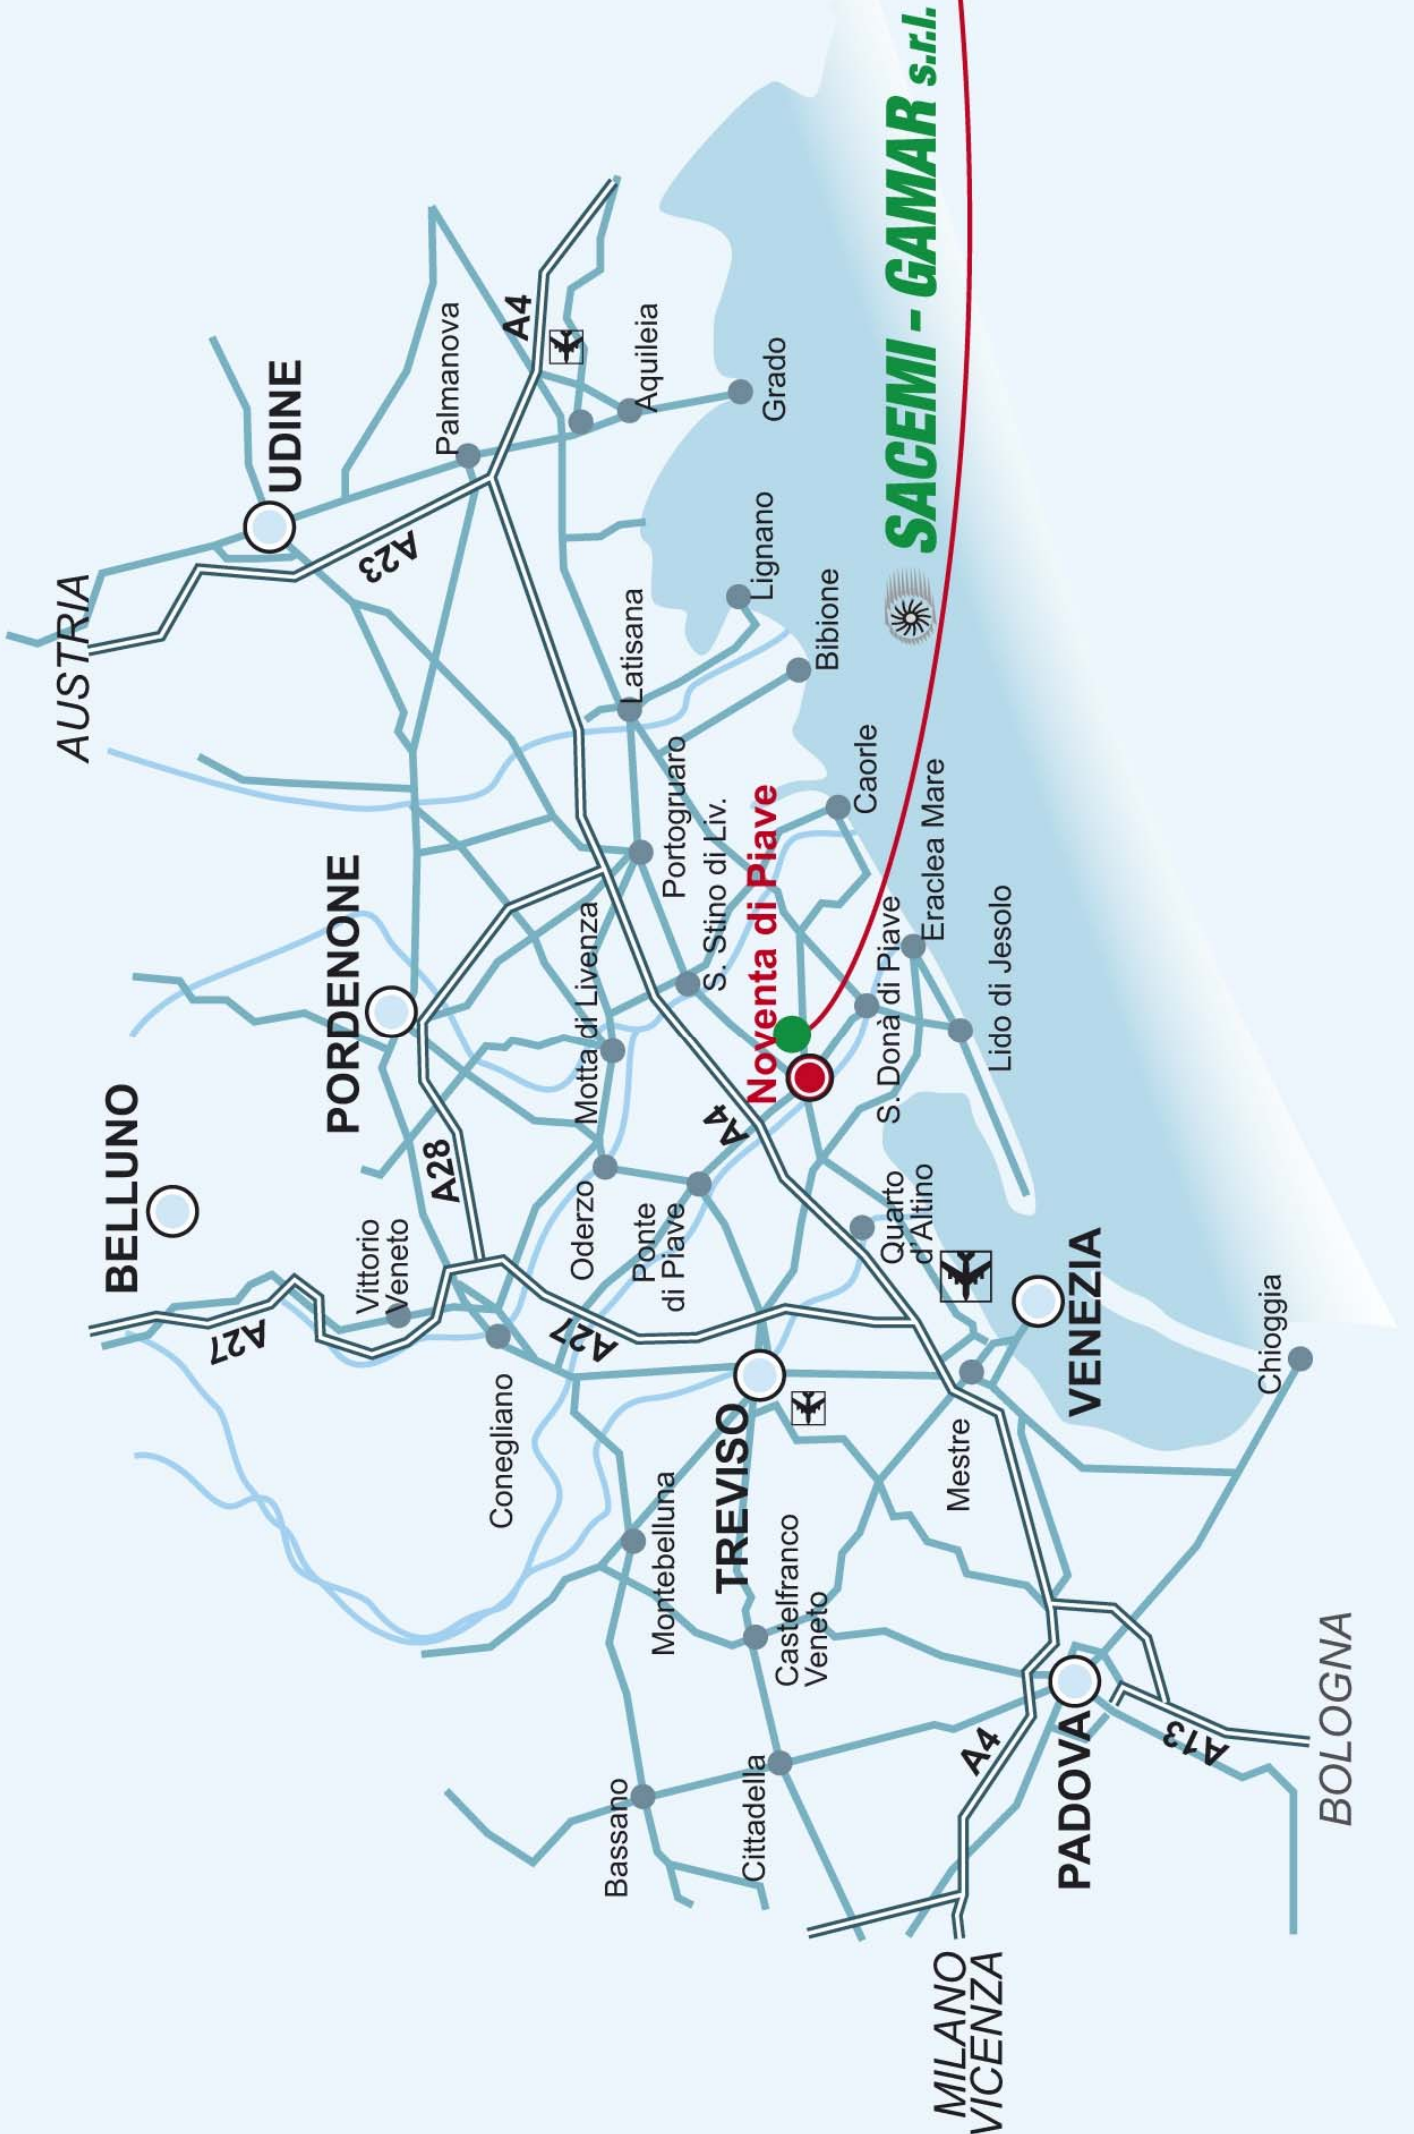 AUSTRIA
BELLUNO
UDINE
A27
A23
PORDENONE
Palmanova
Vittorio
Veneto
A28
A4
Conegliano
A27
Oderzo
Motta di Livenza
Latisana
Aquileia
Bassano
Montebelluna
Ponte
di Piave
Portogruaro
S. Stino di Liv.
A4
TREVISO
Cittadella
Castelfranco
Veneto
Noventa di Piave
Lignano
Grado
Bibione
Caorle
Quarto
d'Altino
S. Donà di Piave
Eraclea Mare
SACEMI - GAMAR s.r.l.
MILANO
VICENZA
A4
Mestre
Lido di Jesolo
PADOVA
VENEZIA
A13
Chioggia
BOLOGNA